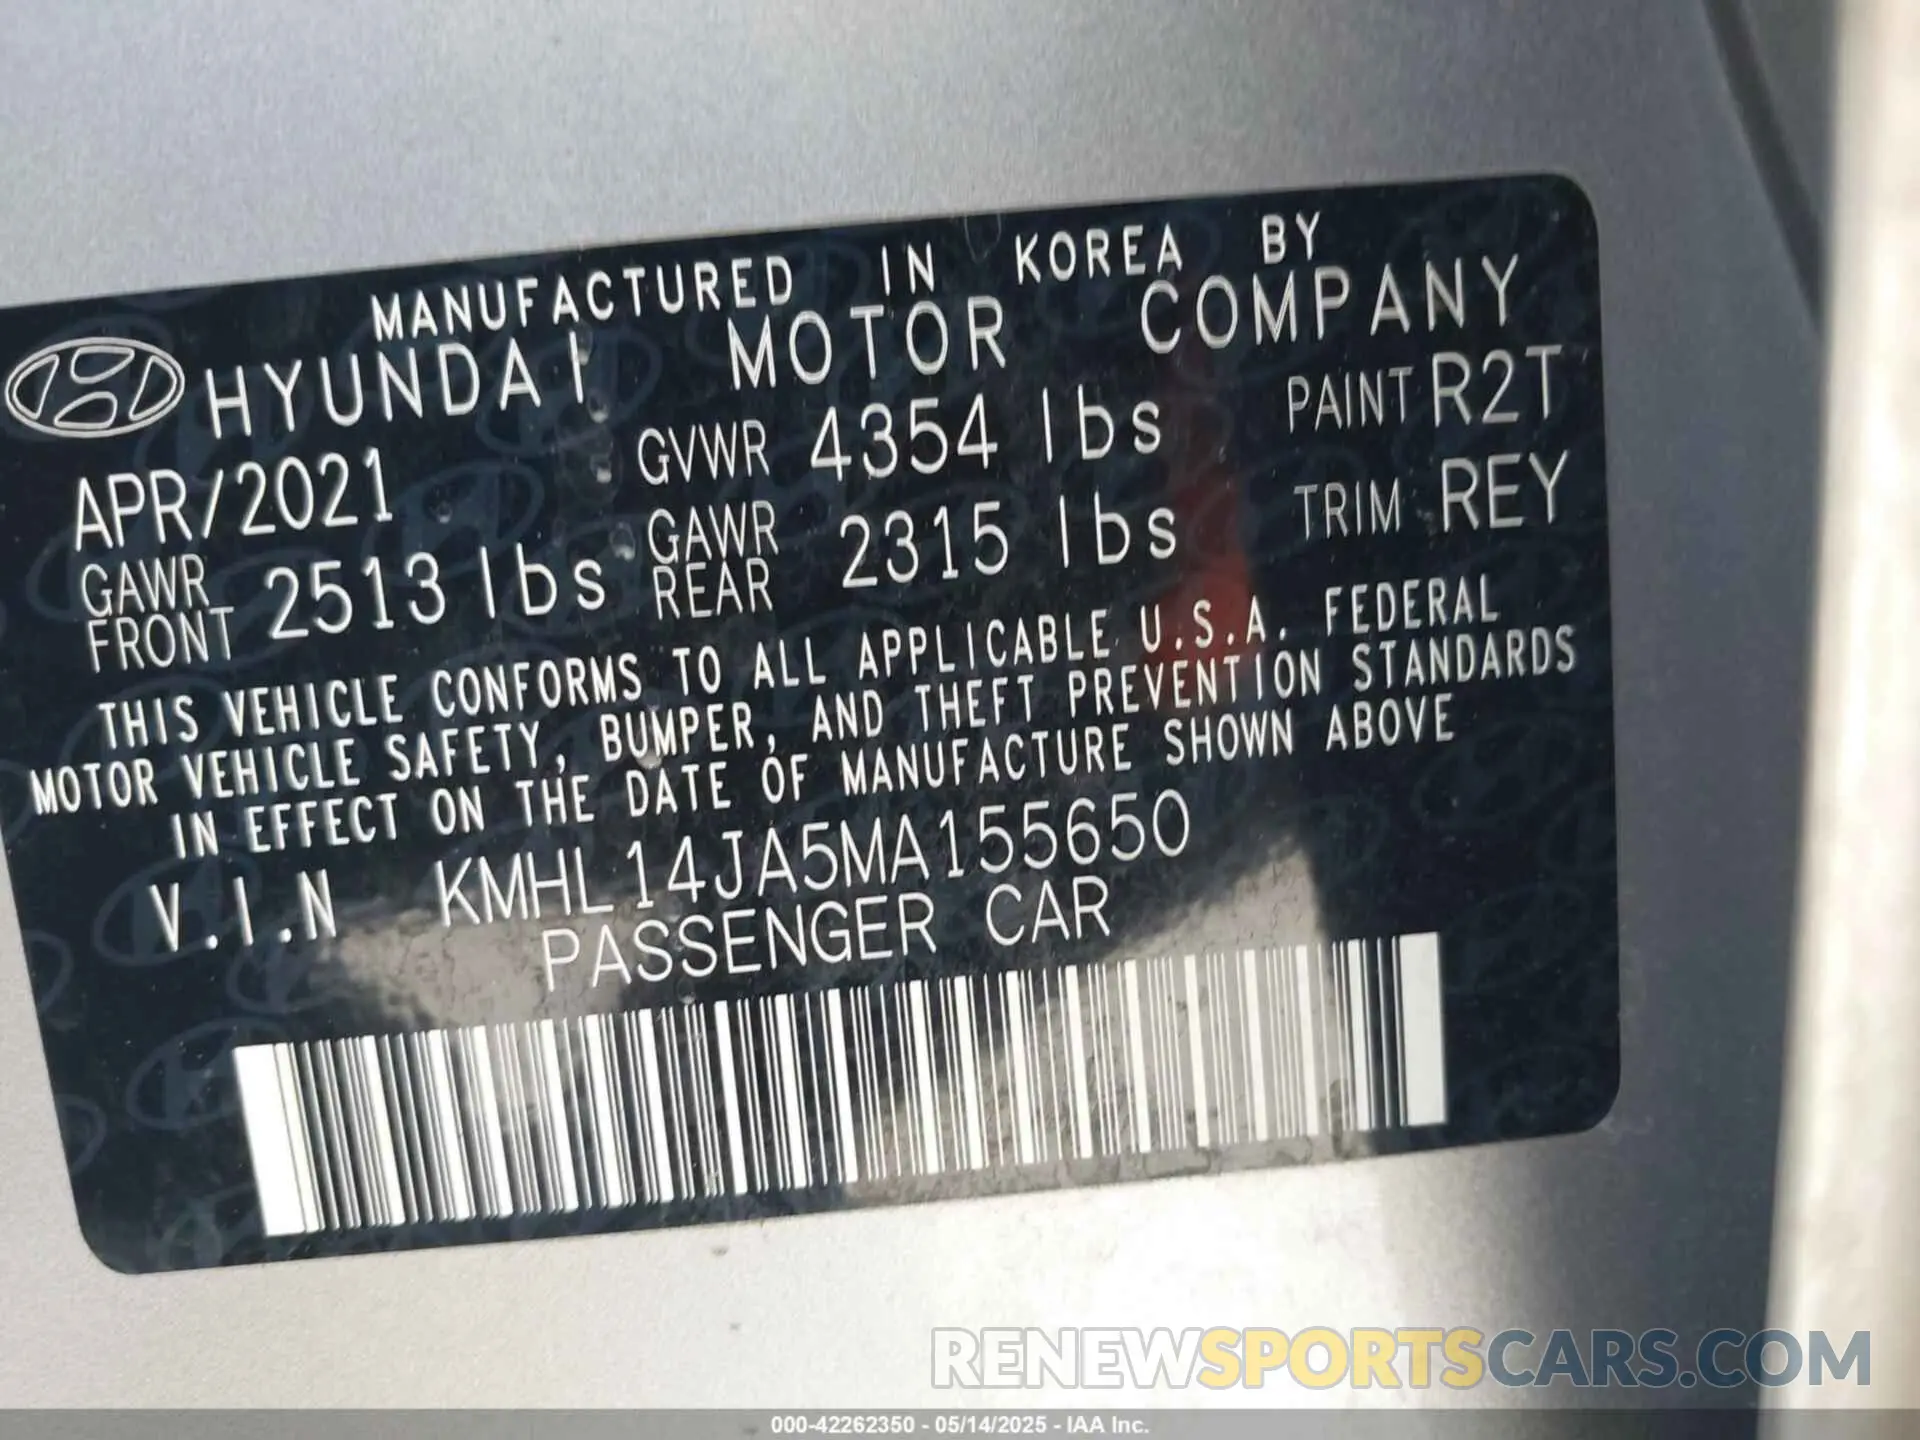 MANUFACTURED IN KOREA BY
HYUNDAI MOTOR COMPANY
APR/2021 GVWR 4354 lbs PAINT R2T
GAWR FRONT 2513 lbs GAWR REAR 2315 lbs TRIM REY
THIS VEHICLE CONFORMS TO ALL APPLICABLE U.S.A. FEDERAL
MOTOR VEHICLE SAFETY, BUMPER, AND THEFT PREVENTION STANDARDS
IN EFFECT ON THE DATE OF MANUFACTURE SHOWN ABOVE
V.I.N KMHL14JA5MA155650
PASSENGER CAR
RENEWSPORTSCARS.COM
000-42262350 - 05/14/2025 - IAA Inc.